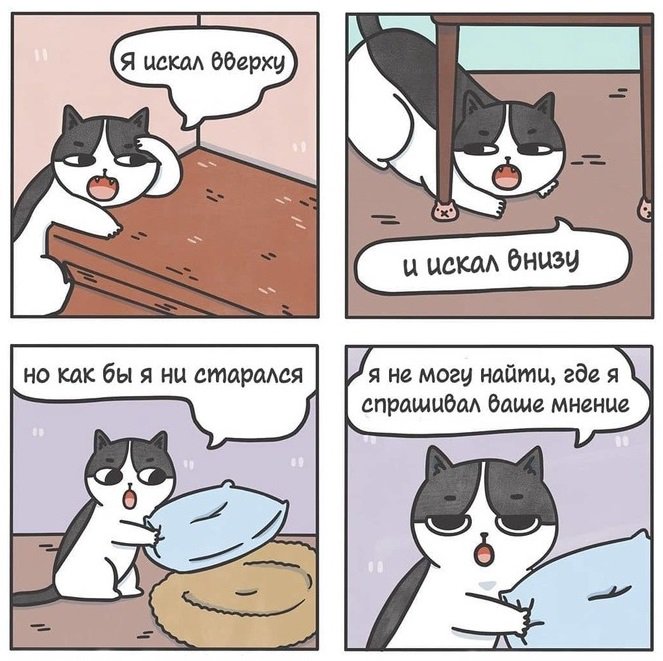 Я искал вверху
и искал внизу
но как бы я ни старался
я не могу найти, где я
спрашивал ваше мнение